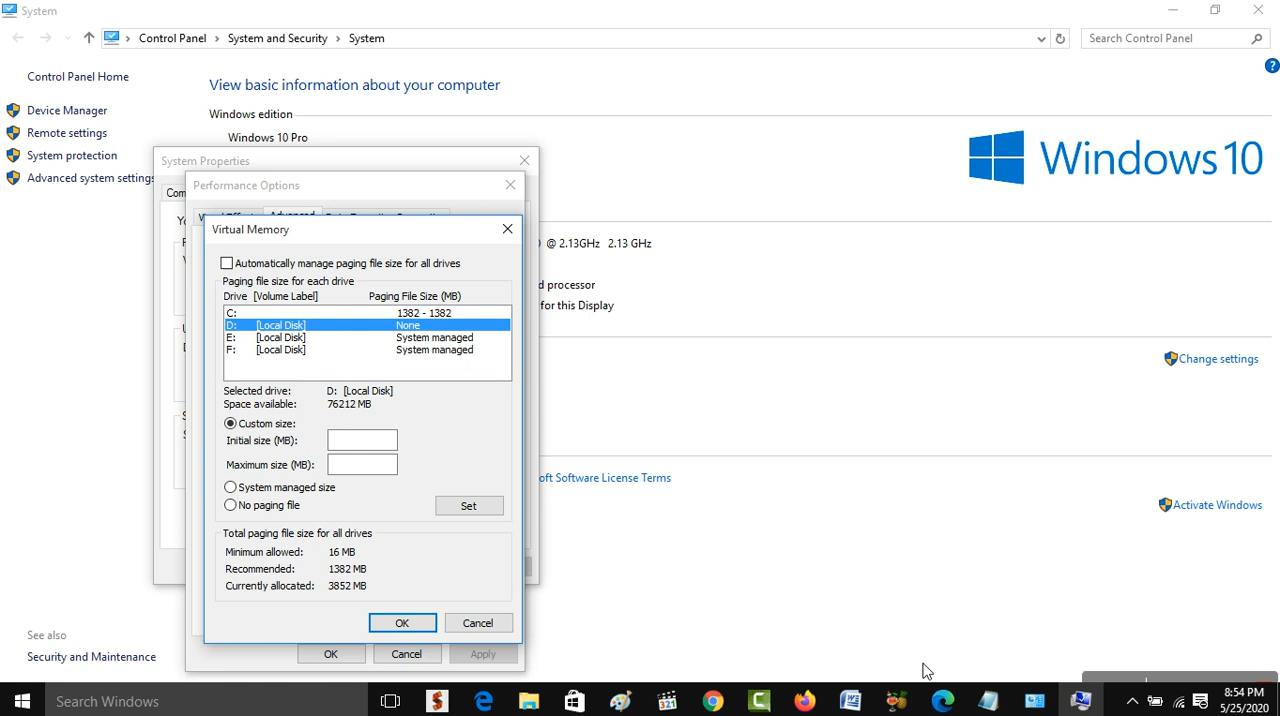 System
Control Panel > System and Security > System
Search Control Panel
Control Panel Home
Device Manager
Remote settings
System protection
Advanced system settings
View basic information about your computer
Windows edition
Windows 10 Pro
Windows 10
System Properties
Performance Options
Advanced
Virtual Memory
@ 2.13GHz 2.13 GHz
processor
for this Display
Automatically manage paging file size for all drives
Paging file size for each drive
Drive [Volume Label] Paging File Size (MB)
C: 1382 - 1382
D: [Local Disk] None
E: [Local Disk] System managed
F: [Local Disk] System managed
Change settings
Selected drive: D: [Local Disk]
Space available: 76212 MB
Custom size:
Initial size (MB):
Maximum size (MB):
System managed size
No paging file
Set
Software License Terms
Activate Windows
Total paging file size for all drives
Minimum allowed: 16 MB
Recommended: 1382 MB
Currently allocated: 3852 MB
OK Cancel
OK Cancel Apply
See also
Security and Maintenance
Search Windows
321
8:54 PM
5/25/2020